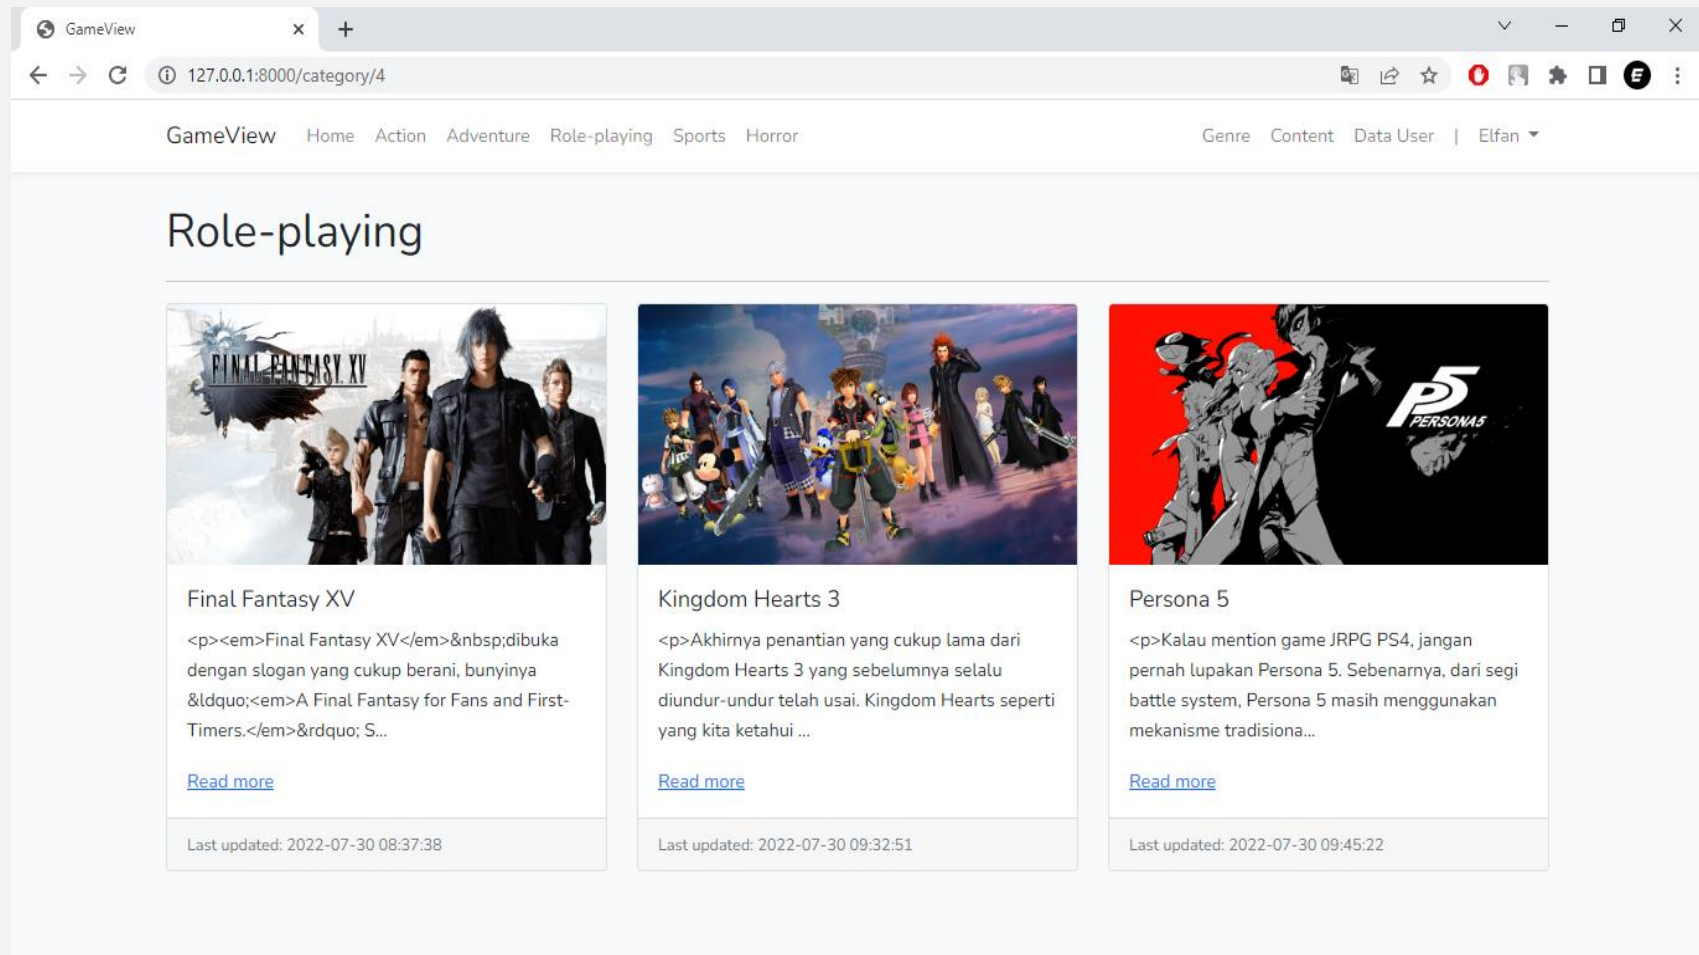 GameView
127.0.0.1:8000/category/4
GameView Home Action Adventure Role-playing Sports Horror Genre Content Data User | Elfan
Role-playing
FINAL FANTASY XV
P5
PERSONA5
Final Fantasy XV
<p><em>Final Fantasy XV</em>&nbsp;dibuka
dengan slogan yang cukup berani, bunyinya
&ldquo;<em>A Final Fantasy for Fans and First-
Timers.</em>&rdquo; S...
Read more
Last updated: 2022-07-30 08:37:38
Kingdom Hearts 3
<p>Akhirnya penantian yang cukup lama dari
Kingdom Hearts 3 yang sebelumnya selalu
diundur-undur telah usai. Kingdom Hearts seperti
yang kita ketahui ...
Read more
Last updated: 2022-07-30 09:32:51
Persona 5
<p>Kalau mention game JRPG PS4, jangan
pernah lupakan Persona 5. Sebenarnya, dari segi
battle system, Persona 5 masih menggunakan
mekanisme tradisiona...
Read more
Last updated: 2022-07-30 09:45:22